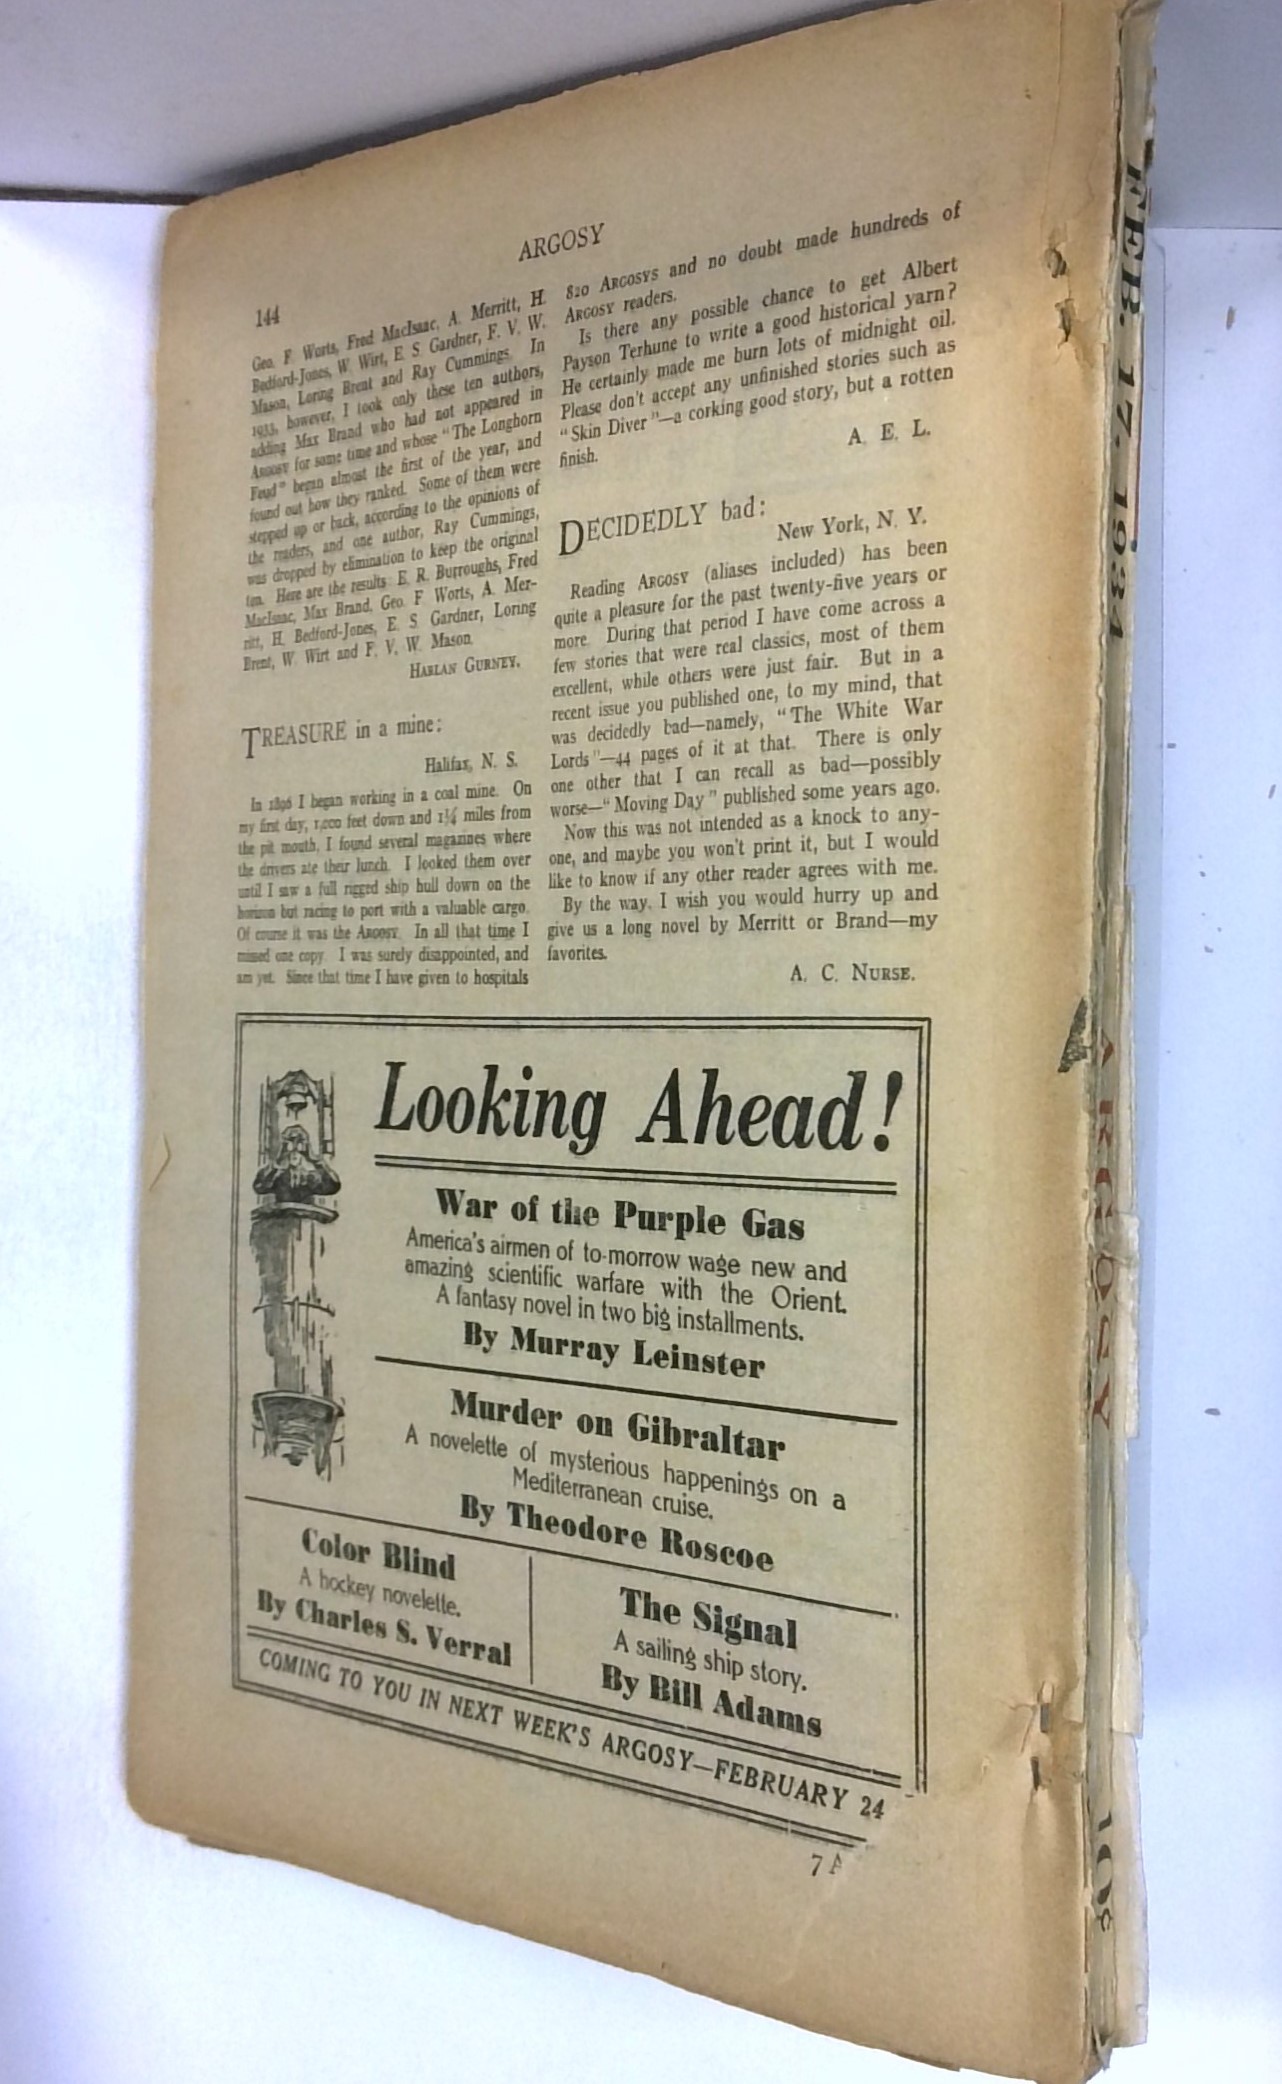 144
ARGOSY
Geo. F. Worts, Fred MacIsaac, A. Merritt, H.
Bedford-Jones, W. Wirt, E. S. Gardner, F. V. W.
Mason, Loring Brent and Ray Cummings. In
1933, however, I took only these ten authors,
adding Max Brand who had not appeared in
ARGOSY for some time and whose "The Longhorn
Feud" began almost the first of the year, and
found out how they ranked. Some of them were
stepped up or back, according to the opinions of
the readers, and one author, Ray Cummings,
was dropped by elimination to keep the original
ten. Here are the results: E. R. Burroughs, Fred
MacIsaac, Max Brand, Geo. F. Worts, A. Mer-
ritt, H. Bedford-Jones, E. S. Gardner, Loring
Brent, W. Wirt and F. V. W. Mason.
HARLAN GURNEY.
TREASURE in a mine:
Halifax, N. S.
In 1896 I began working in a coal mine. On
my first day, 1,000 feet down and 1¼ miles from
the pit mouth, I found several magazines where
the drivers ate their lunch. I looked them over
until I saw a full rigged ship hull down on the
horizon but racing to port with a valuable cargo.
Of course it was the ARGOSY. In all that time I
missed one copy. I was surely disappointed, and
am yet. Since that time I have given to hospitals
820 ARGOSYS and no doubt made hundreds of
ARGOSY readers.
Is there any possible chance to get Albert
Payson Terhune to write a good historical yarn?
He certainly made me burn lots of midnight oil.
Please don't accept any unfinished stories such as
"Skin Diver"—a corking good story, but a rotten
finish.
A. E. L.
DECIDEDLY bad:
New York, N. Y.
Reading ARGOSY (aliases included) has been
quite a pleasure for the past twenty-five years or
more. During that period I have come across a
few stories that were real classics, most of them
excellent, while others were just fair. But in a
recent issue you published one, to my mind, that
was decidedly bad—namely, "The White War
Lords"—44 pages of it at that. There is only
one other that I can recall as bad—possibly
worse—"Moving Day" published some years ago.
Now this was not intended as a knock to any-
one, and maybe you won't print it, but I would
like to know if any other reader agrees with me.
By the way, I wish you would hurry up and
give us a long novel by Merritt or Brand—my
favorites.
A. C. NURSE.
Looking Ahead!
War of the Purple Gas
America's airmen of to-morrow wage new and
amazing scientific warfare with the Orient.
A fantasy novel in two big installments.
By Murray Leinster
Murder on Gibraltar
A novelette of mysterious happenings on a
Mediterranean cruise.
By Theodore Roscoe
Color Blind
A hockey novelette.
By Charles S. Verral
The Signal
A sailing ship story.
By Bill Adams
COMING TO YOU IN NEXT WEEK'S ARGOSY—FEBRUARY 24
7 A
FEB. 17. 1934
ARGOSY
10¢